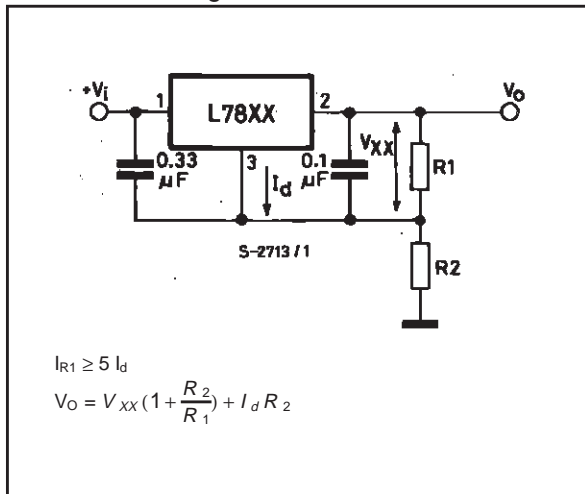 +Vi
1
L78XX
2
Vo
0.33
µF
3
Id
0.1
µF
VXX
R1
S-2713/1
R2
IR1 ≥ 5 Id
VO = VXX (1 + R2/R1) + Id R2